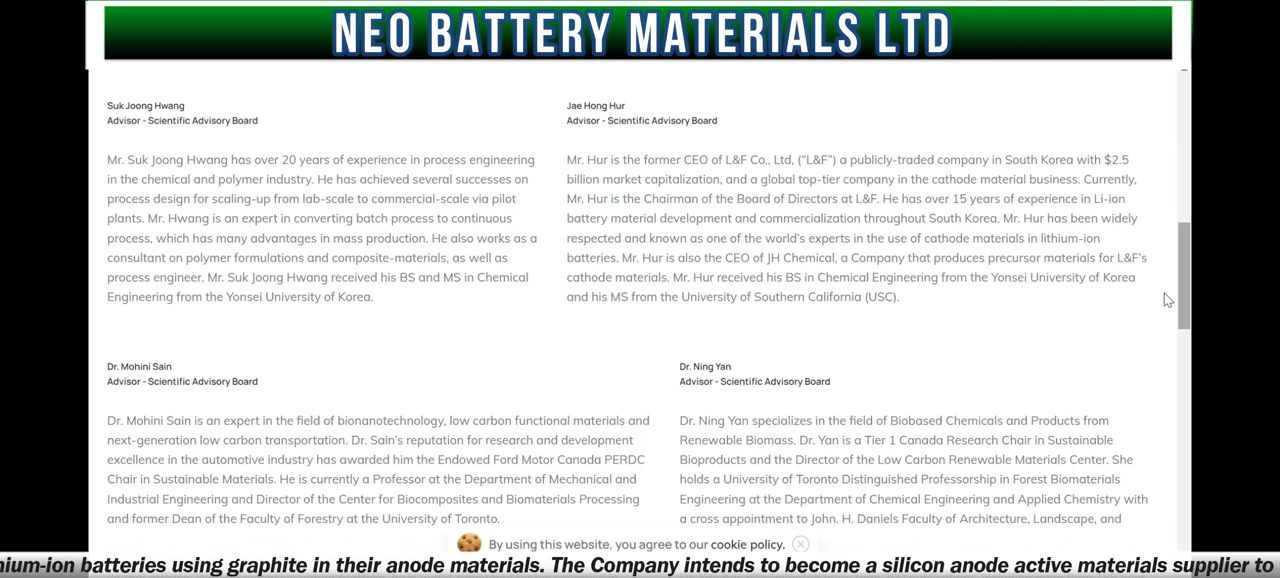 NEO BATTERY MATERIALS LTD
Suk Joong Hwang
Advisor - Scientific Advisory Board
Mr. Suk Joong Hwang has over 20 years of experience in process engineering
in the chemical and polymer industry. He has achieved several successes on
process design for scaling-up from lab-scale to commercial-scale via pilot
plants. Mr. Hwang is an expert in converting batch process to continuous
process, which has many advantages in mass production. He also works as a
consultant on polymer formulations and composite-materials, as well as
process engineer. Mr. Suk Joong Hwang received his BS and MS in Chemical
Engineering from the Yonsei University of Korea.
Jae Hong Hur
Advisor - Scientific Advisory Board
Mr. Hur is the former CEO of L&F Co., Ltd, (“L&F”) a publicly-traded company in South Korea with $2.5
billion market capitalization, and a global top-tier company in the cathode material business. Currently,
Mr. Hur is the Chairman of the Board of Directors at L&F. He has over 15 years of experience in Li-ion
battery material development and commercialization throughout South Korea. Mr. Hur has been widely
respected and known as one of the world’s experts in the use of cathode materials in lithium-ion
batteries. Mr. Hur is also the CEO of JH Chemical, a Company that produces precursor materials for L&F’s
cathode materials. Mr. Hur received his BS in Chemical Engineering from the Yonsei University of Korea
and his MS from the University of Southern California (USC).
Dr. Mohini Sain
Advisor - Scientific Advisory Board
Dr. Mohini Sain is an expert in the field of bionanotechnology, low carbon functional materials and
next-generation low carbon transportation. Dr. Sain’s reputation for research and development
excellence in the automotive industry has awarded him the Endowed Ford Motor Canada PERDC
Chair in Sustainable Materials. He is currently a Professor at the Department of Mechanical and
Industrial Engineering and Director of the Center for Biocomposites and Biomaterials Processing
and former Dean of the Faculty of Forestry at the University of Toronto.
Dr. Ning Yan
Advisor - Scientific Advisory Board
Dr. Ning Yan specializes in the field of Biobased Chemicals and Products from
Renewable Biomass. Dr. Yan is a Tier 1 Canada Research Chair in Sustainable
Bioproducts and the Director of the Low Carbon Renewable Materials Center. She
holds a University of Toronto Distinguished Professorship in Forest Biomaterials
Engineering at the Department of Chemical Engineering and Applied Chemistry with
a cross appointment to John. H. Daniels Faculty of Architecture, Landscape, and
By using this website, you agree to our cookie policy.
nium-ion batteries using graphite in their anode materials. The Company intends to become a silicon anode active materials supplier to